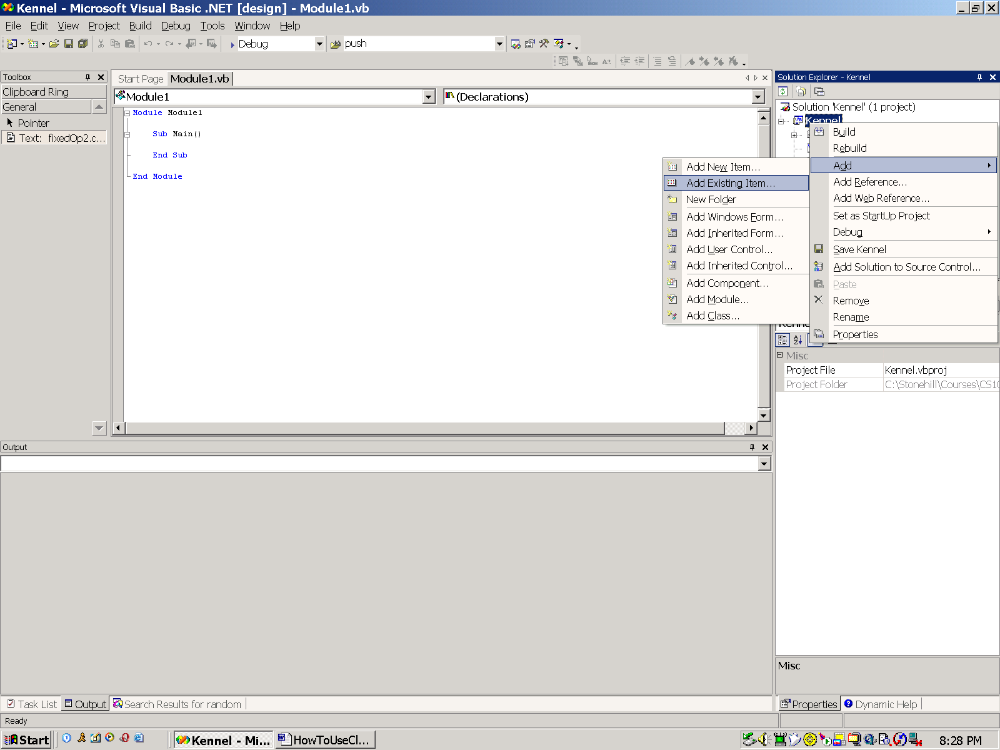 Kennel - Microsoft Visual Basic .NET [design] - Module1.vb
File Edit View Project Build Debug Tools Window Help
Debug push
Toolbox
Clipboard Ring
General
Pointer
Text: fixedOp2.c...
Start Page Module1.vb
Module1 (Declarations)
Module Module1
Sub Main()
End Sub
End Module
Solution Explorer - Kennel
Solution 'Kennel' (1 project)
Kennel
Build
Rebuild
Add
Add Reference...
Add Web Reference...
Set as StartUp Project
Debug
Save Kennel
Add Solution to Source Control...
Paste
Remove
Rename
Properties
Add New Item...
Add Existing Item...
New Folder
Add Windows Form...
Add Inherited Form...
Add User Control...
Add Inherited Control...
Add Component...
Add Module...
Add Class...
Misc
Project File Kennel.vbproj
Project Folder C:\Stonehill\Courses\CS10
Misc
Output
Task List Output Search Results for random
Properties Dynamic Help
Ready
Start Kennel - Mi... HowToUseCl... 8:28 PM